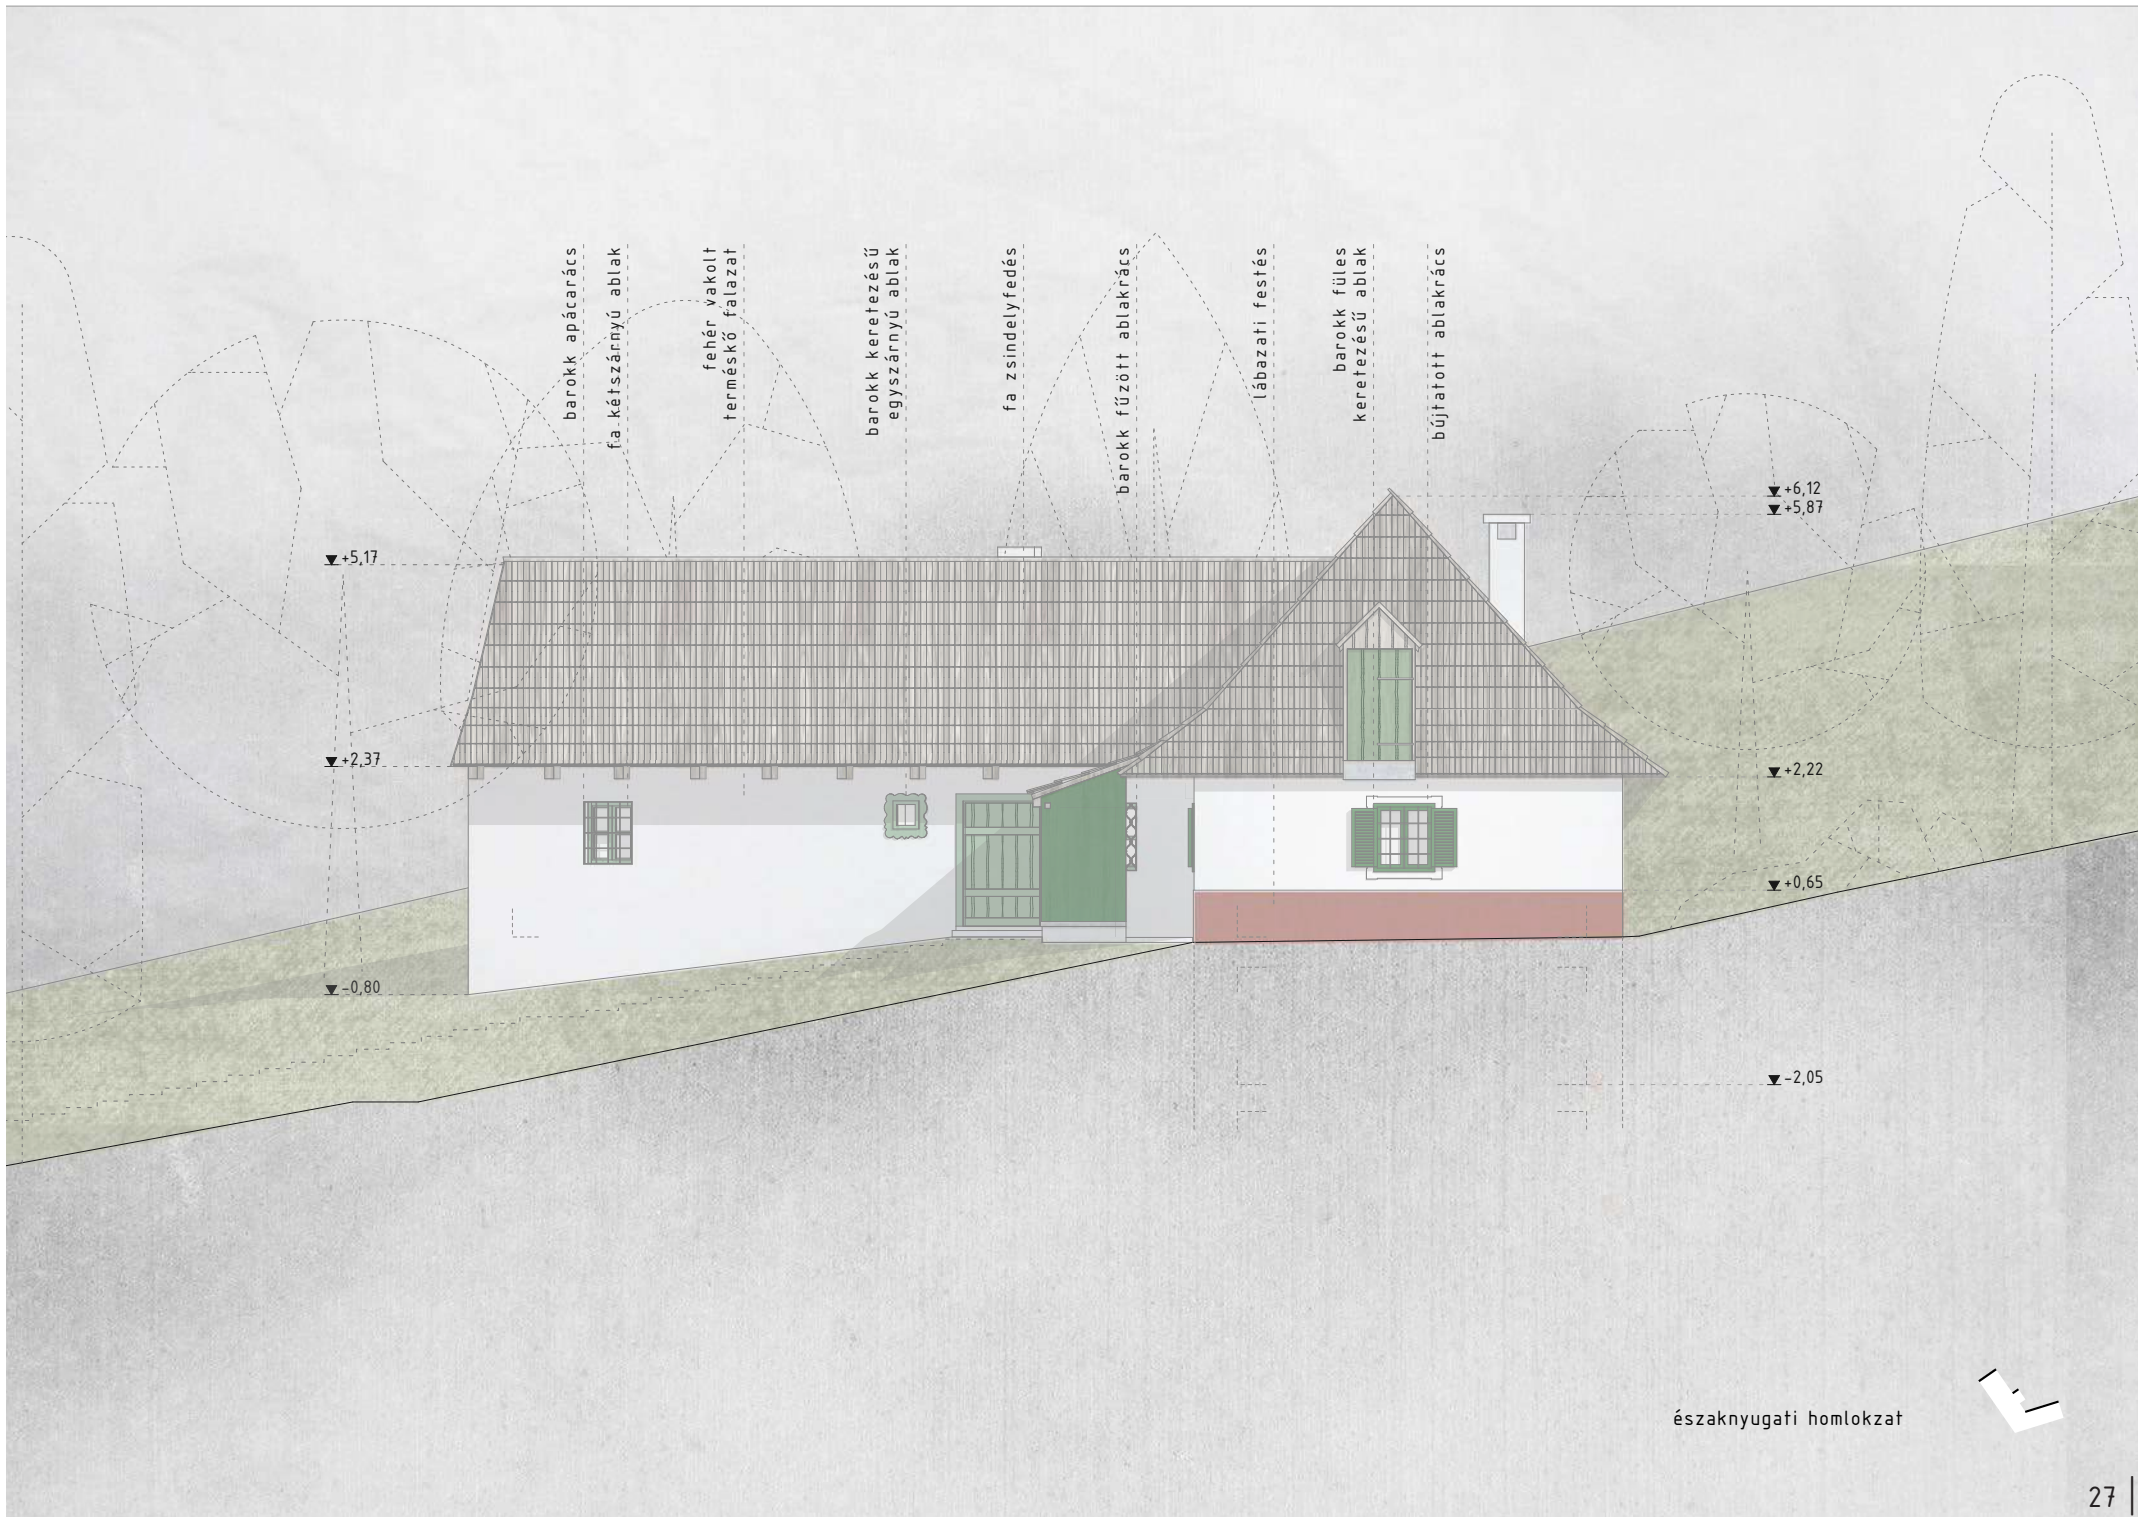 barokk apácarács
fa kétszárnyú ablak
fehér vakolt
terméskő falazat
barokk keretezésű
egyszárnyú ablak
fa zsindelyfedés
barokk fűzött ablakrács
lábazati festés
barokk füles
keretezésű ablak
bújtatott ablakrács
+6,12
+5,87
+5,17
+2,37
+2,22
+0,65
-0,80
-2,05
északnyugati homlokzat
27